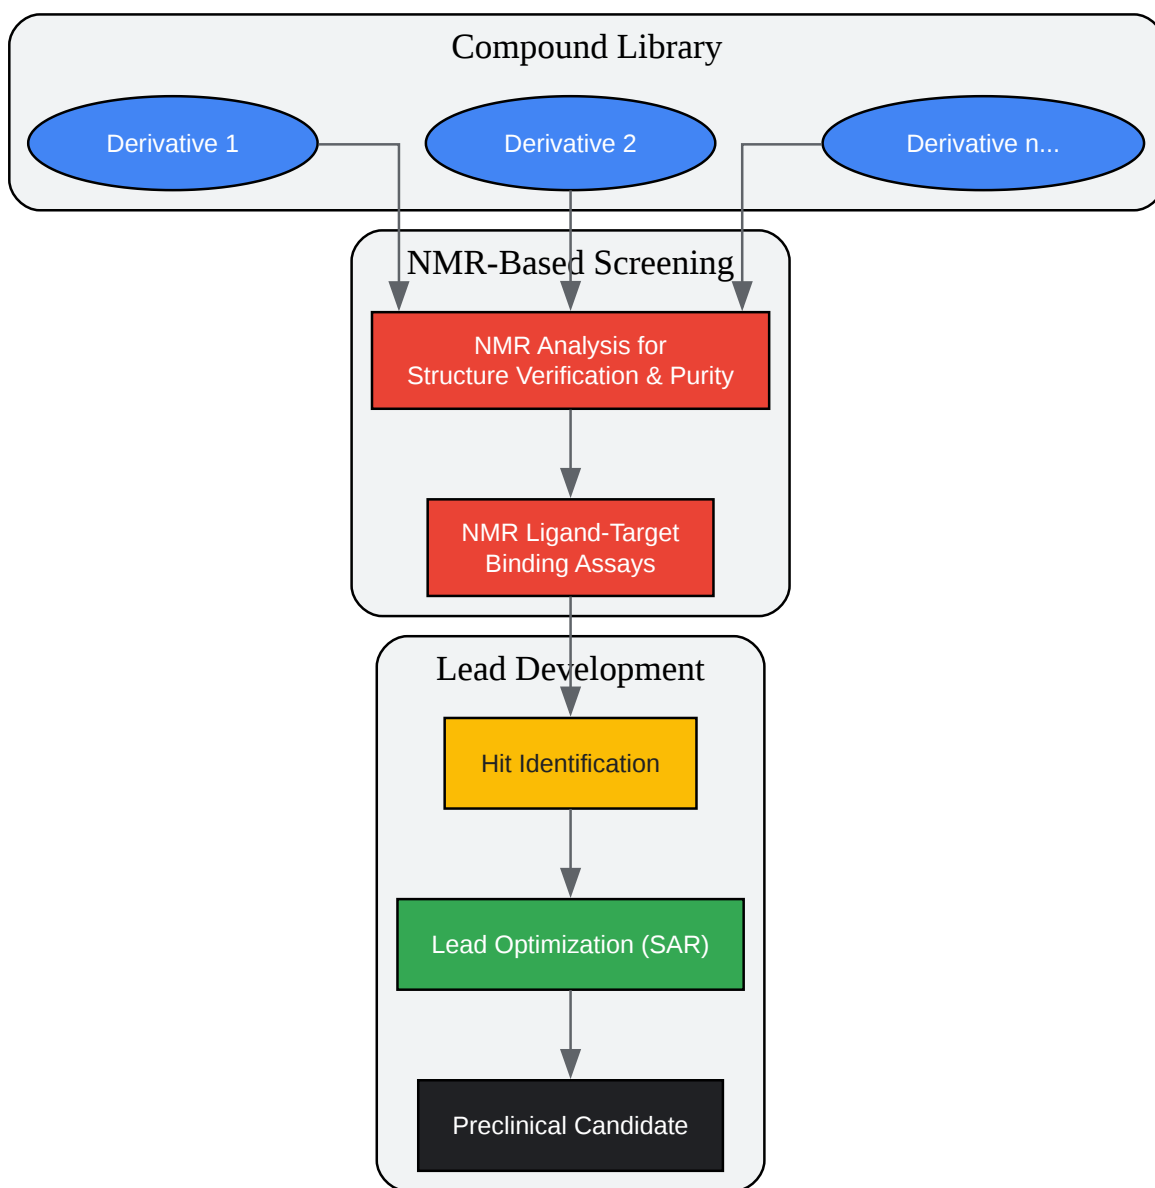 Compound Library
Derivative 1
Derivative 2
Derivative n...
NMR-Based Screening
NMR Analysis for
Structure Verification & Purity
NMR Ligand-Target
Binding Assays
Lead Development
Hit Identification
Lead Optimization (SAR)
Preclinical Candidate